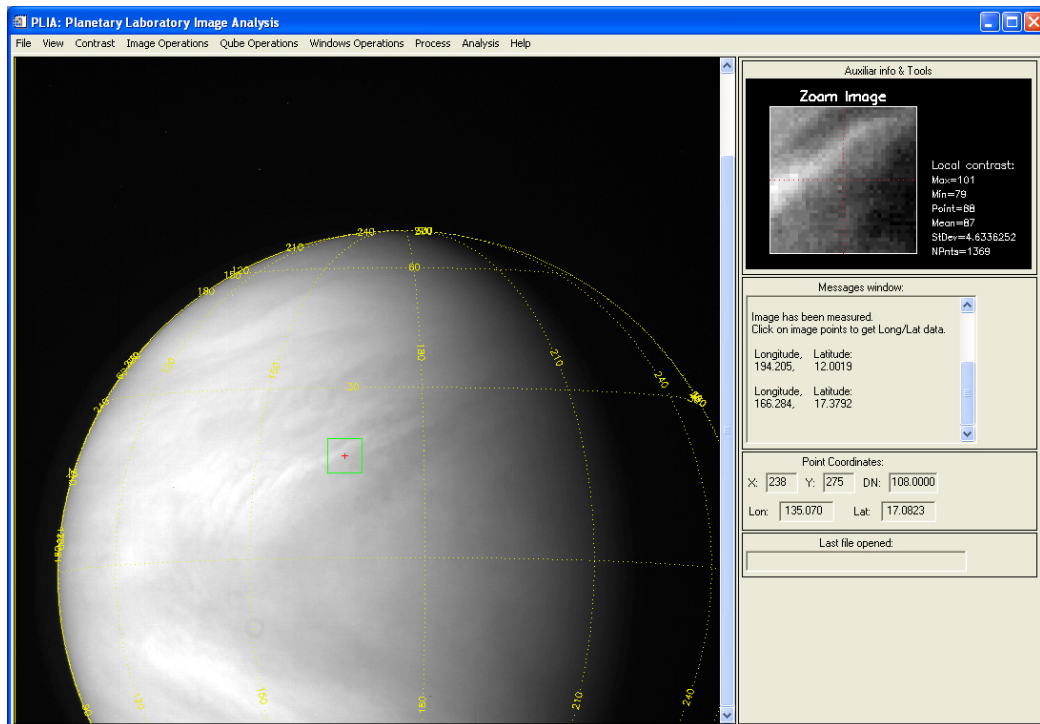 PLIA: Planetary Laboratory Image Analysis
File View Contrast Image Operations Qube Operations Windows Operations Process Analysis Help
240
210
120
180
60
240
120
150
180
210
30
240
240
150
180
210
240
Auxiliar info & Tools
Zoom Image
Local contrast:
Max=101
Min=79
Point=88
Mean=87
StDev=4.6336252
NPnts=1369
Messages window:
Image has been measured.
Click on image points to get Long/Lat data.
Longitude, Latitude:
194.205, 12.0019
Longitude, Latitude:
166.284, 17.3792
Point Coordinates:
X: 238 Y: 275 DN: 108.0000
Lon: 135.070 Lat: 17.0823
Last file opened: